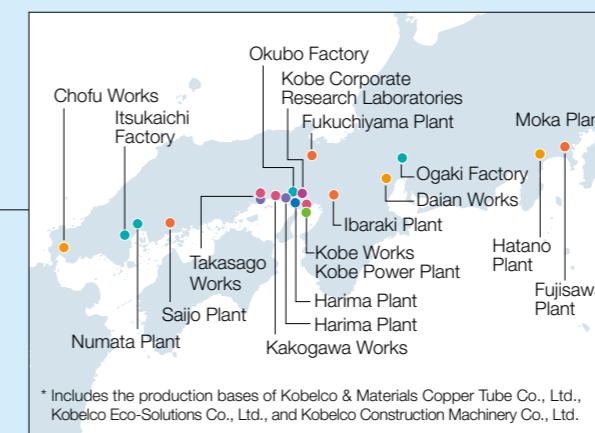 Okubo Factory
Kobe Corporate
Research Laboratories
Chofu Works
Itsukaichi
Factory
Fukuchiyama Plant
Moka Plan
Ogaki Factory
Daian Works
Ibaraki Plant
Hatano
Plant
Kobe Works
Kobe Power Plant
Takasago
Works
Fujisawa
Plant
Harima Plant
Saijo Plant
Harima Plant
Numata Plant
Kakogawa Works
* Includes the production bases of Kobelco & Materials Copper Tube Co., Ltd.,
Kobelco Eco-Solutions Co., Ltd., and Kobelco Construction Machinery Co., Ltd.